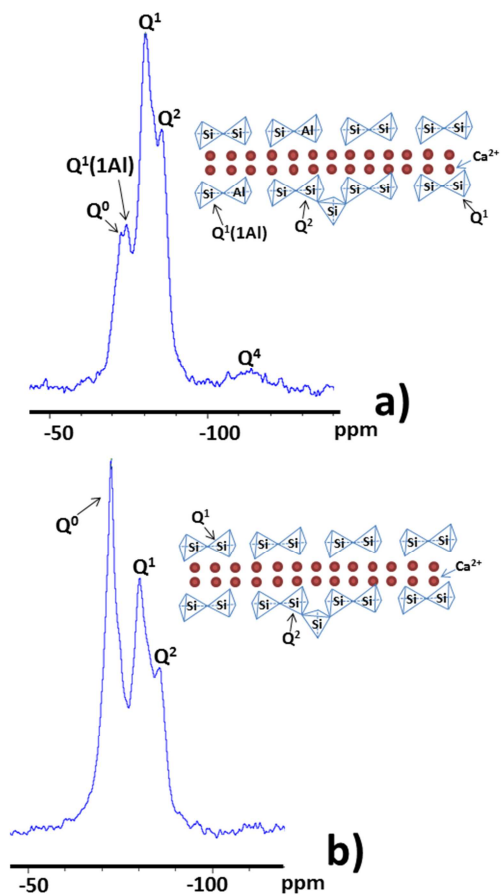 Q¹
Q²
Q¹(1Al)
Q⁰
Si Si Si Al Si Si Si Si
Ca²⁺
Si Al Si Si Si Si Si Si
Si
Q¹(1Al)
Q²
Q¹
Q⁴
a)
-50 -100 ppm
Q⁰
Q¹
Q²
Q¹
Si Si Si Si Si Si Si Si
Ca²⁺
Si Si Si Si Si Si Si Si
Si
Q²
b)
-50 -100 ppm